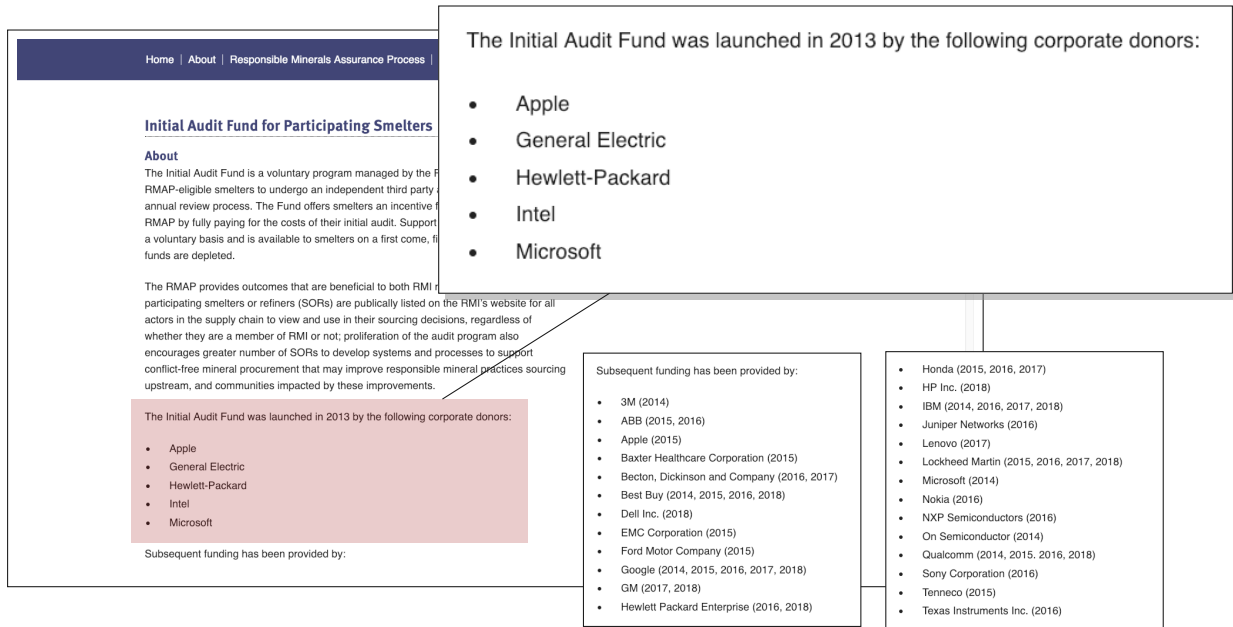 Home | About | Responsible Minerals Assurance Process |
Initial Audit Fund for Participating Smelters
About
The Initial Audit Fund is a voluntary program managed by the
RMAP-eligible smelters to undergo an independent third party
annual review process. The Fund offers smelters an incentive
RMAP by fully paying for the costs of their initial audit. Support
a voluntary basis and is available to smelters on a first come,
funds are depleted.
The RMAP provides outcomes that are beneficial to both RMI
participating smelters or refiners (SORs) are publically listed on the RMI's website for all
actors in the supply chain to view and use in their sourcing decisions, regardless of
whether they are a member of RMI or not; proliferation of the audit program also
encourages greater number of SORs to develop systems and processes to support
conflict-free mineral procurement that may improve responsible mineral practices sourcing
upstream, and communities impacted by these improvements.
The Initial Audit Fund was launched in 2013 by the following corporate donors:
• Apple
• General Electric
• Hewlett-Packard
• Intel
• Microsoft
Subsequent funding has been provided by:
The Initial Audit Fund was launched in 2013 by the following corporate donors:
• Apple
• General Electric
• Hewlett-Packard
• Intel
• Microsoft
Subsequent funding has been provided by:
• 3M (2014)
• ABB (2015, 2016)
• Apple (2015)
• Baxter Healthcare Corporation (2015)
• Becton, Dickinson and Company (2016, 2017)
• Best Buy (2014, 2015, 2016, 2018)
• Dell Inc. (2018)
• EMC Corporation (2015)
• Ford Motor Company (2015)
• Google (2014, 2015, 2016, 2017, 2018)
• GM (2017, 2018)
• Hewlett Packard Enterprise (2016, 2018)
• Honda (2015, 2016, 2017)
• HP Inc. (2018)
• IBM (2014, 2016, 2017, 2018)
• Juniper Networks (2016)
• Lenovo (2017)
• Lockheed Martin (2015, 2016, 2017, 2018)
• Microsoft (2014)
• Nokia (2016)
• NXP Semiconductors (2016)
• On Semiconductor (2014)
• Qualcomm (2014, 2015. 2016, 2018)
• Sony Corporation (2016)
• Tenneco (2015)
• Texas Instruments Inc. (2016)